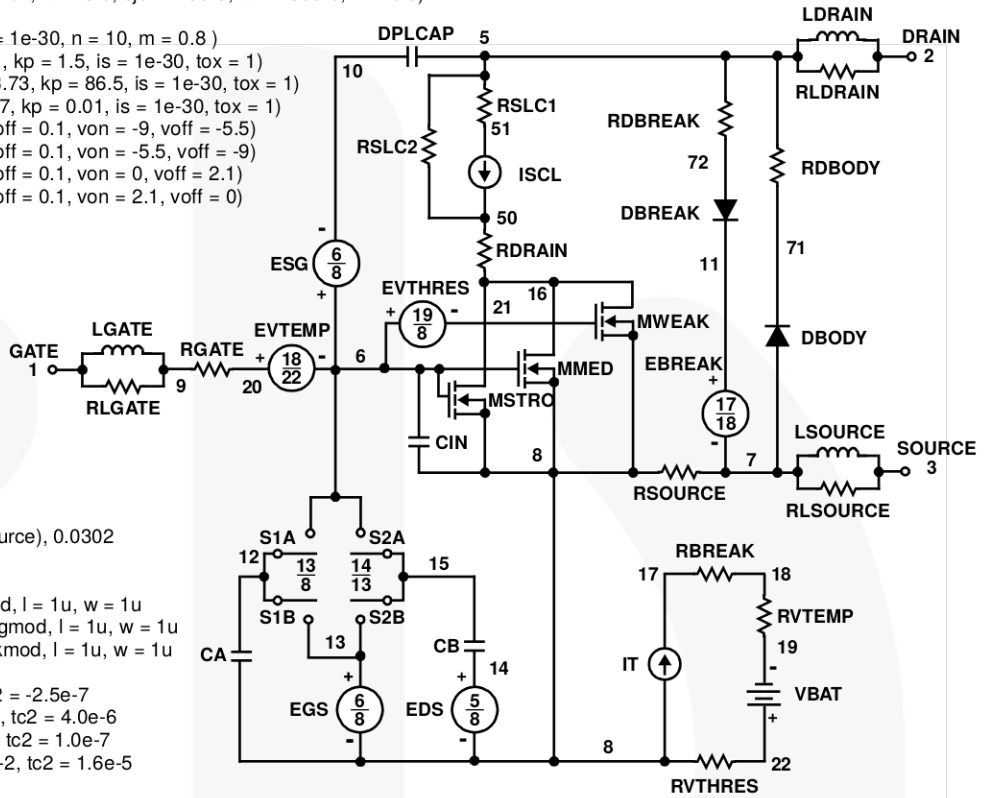 = 1e-30, n = 10, m = 0.8 )
, kp = 1.5, is = 1e-30, tox = 1)
3.73, kp = 86.5, is = 1e-30, tox = 1)
7, kp = 0.01, is = 1e-30, tox = 1)
off = 0.1, von = -9, voff = -5.5)
off = 0.1, von = -5.5, voff = -9)
off = 0.1, von = 0, voff = 2.1)
off = 0.1, von = 2.1, voff = 0)
LDRAIN
DPLCAP 5 DRAIN
10 2
RLDRAIN
RSLC1
51
RSLC2
ISCL
50
RDRAIN
RDBREAK
72
RDBODY
DBREAK
71
11
-
ESG 6/8
+
EVTHRES
+ 19/8 -
16
21
MWEAK
LGATE
GATE
1
RLGATE
9
RGATE
20
EVTEMP
+ 18/22 -
6
MMED
MSTRO
EBREAK
+
17/18
-
DBODY
CIN
8
RSOURCE
7
LSOURCE
SOURCE
3
RLSOURCE
urce), 0.0302
S1A S2A
12 13/8 14/13 15
S1B S2B
13
CA
CB
14
+ +
EGS 6/8 EDS 5/8
- -
RBREAK
17 18
RVTEMP
19
IT
-
VBAT
+
8
22
RVTHRES
d, l = 1u, w = 1u
gmod, l = 1u, w = 1u
kmod, l = 1u, w = 1u
2 = -2.5e-7
, tc2 = 4.0e-6
tc2 = 1.0e-7
-2, tc2 = 1.6e-5